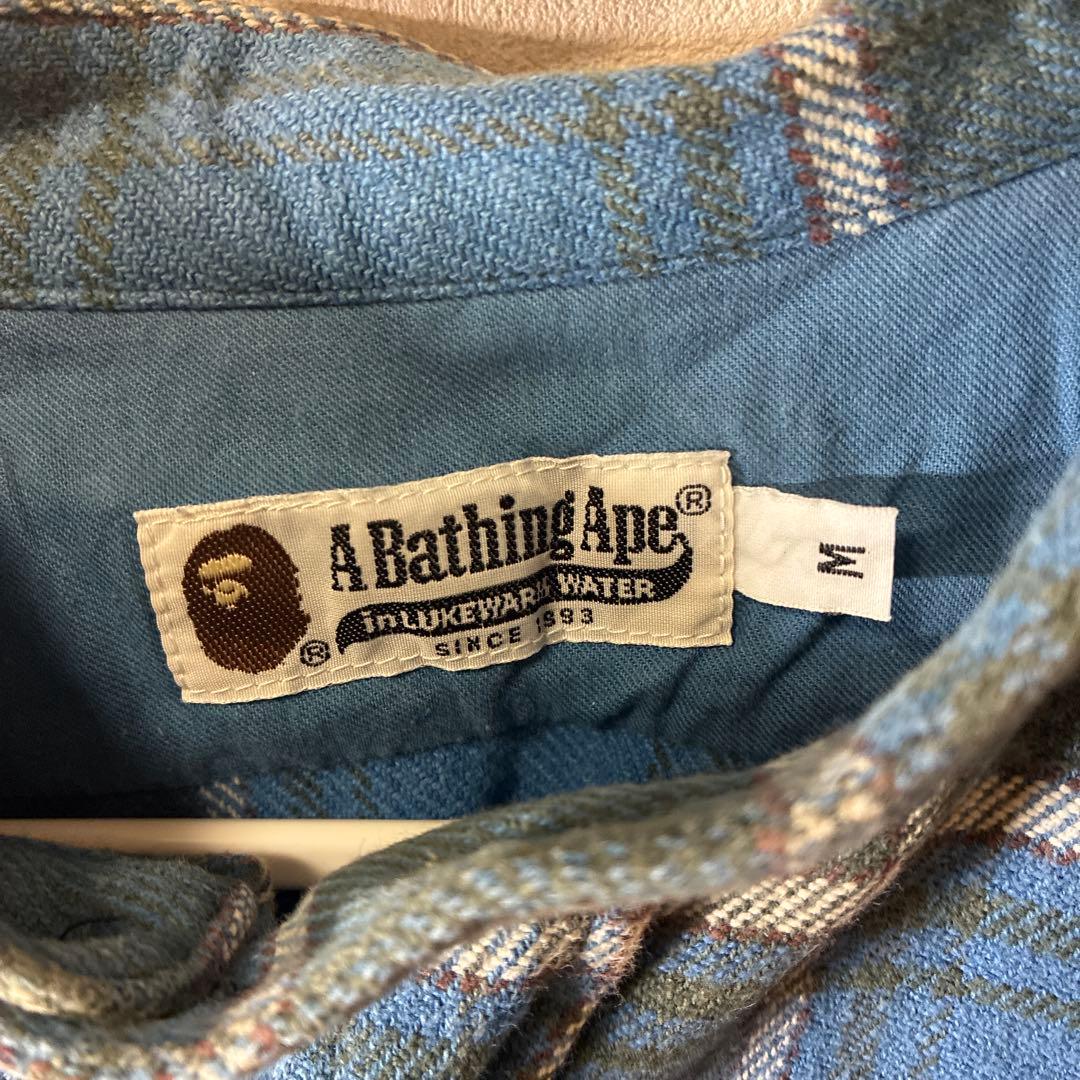 A Bathing Ape®
in LUKEWARM WATER
®
SINCE 1993
M